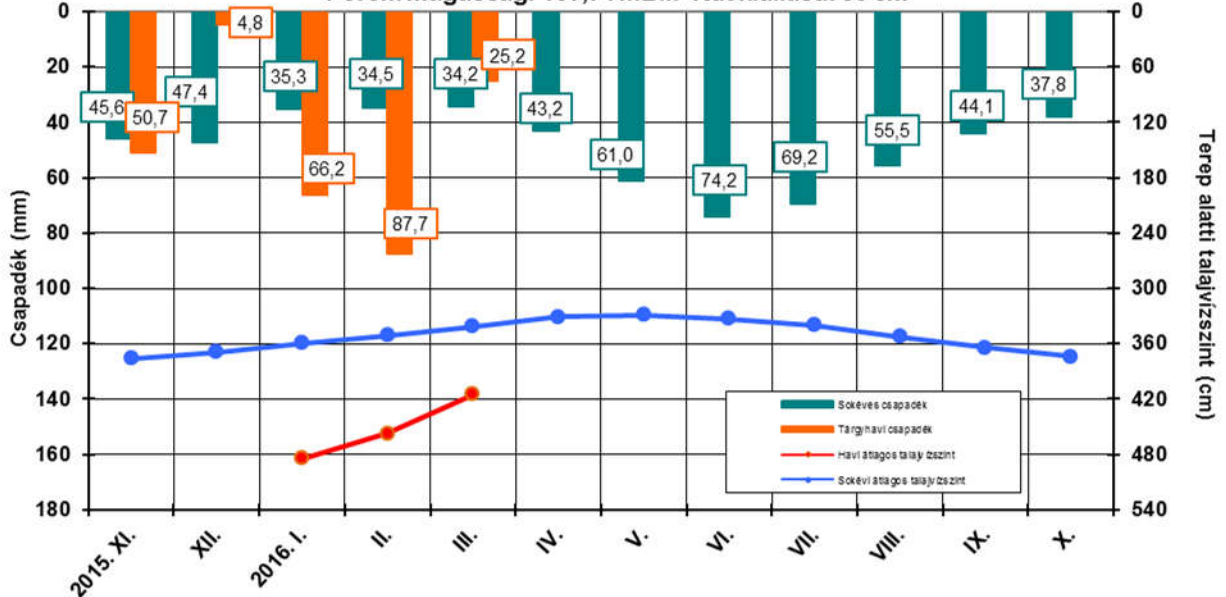 0
20
40
60
80
100
120
140
160
180
Csapadék (mm)
45,6
50,7
47,4
4,8
35,3
66,2
34,5
87,7
34,2
25,2
43,2
61,0
74,2
69,2
55,5
44,1
37,8
0
60
120
180
240
300
360
420
480
540
Terep alatti talajvízszint (cm)
Sokéves csapadék
Tárgyhavi csapadék
Havi átlagos talajvízszint
Sokévi átlagos talajvízszint
2015. XI.
XII.
2016. I.
II.
III.
IV.
V.
VI.
VII.
VIII.
IX.
X.